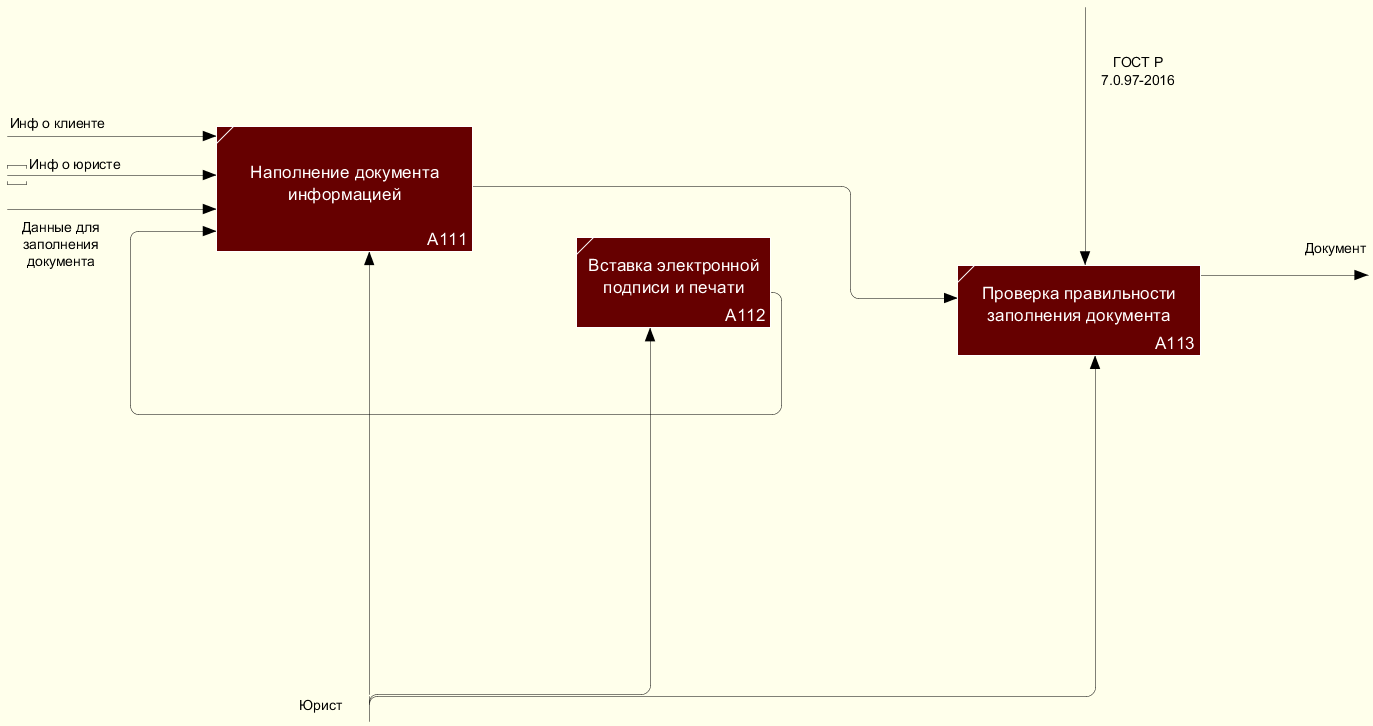 ГОСТ Р
7.0.97-2016
Инф о клиенте
Инф о юристе
Наполнение документа
информацией
A111
Данные для
заполнения
документа
Вставка электронной
подписи и печати
A112
Проверка правильности
заполнения документа
A113
Документ
Юрист